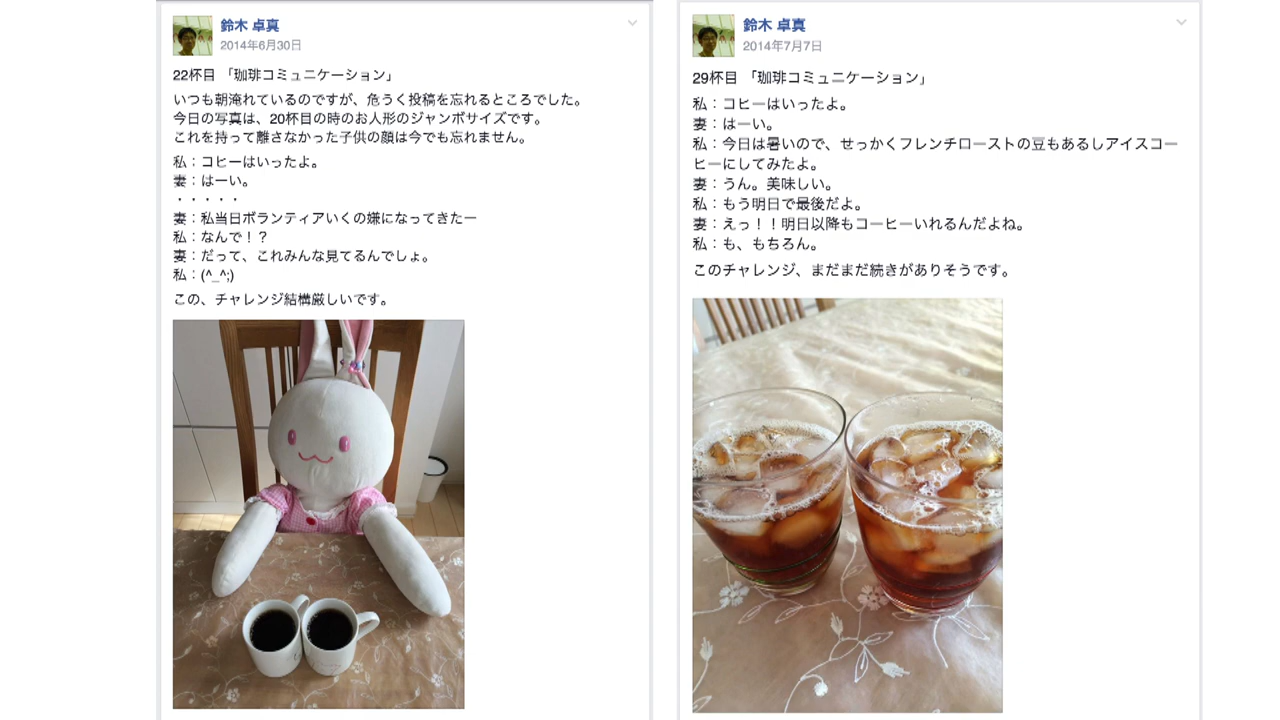 鈴木 卓真
2014年6月30日
22杯目 「珈琲コミュニケーション」
いつも朝淹れているのですが、危うく投稿を忘れるところでした。
今日の写真は、20杯目の時のお人形のジャンボサイズです。
これを持って離さなかった子供の顔は今でも忘れません。
私：コヒーはいったよ。
妻：はーい。
・・・・・
妻：私当日ボランティアいくの嫌になってきたー
私：なんで！？
妻：だって、これみんな見てるんでしょ。
私：(^_^;)
この、チャレンジ結構厳しいです。
鈴木 卓真
2014年7月7日
29杯目 「珈琲コミュニケーション」
私：コヒーはいったよ。
妻：はーい。
私：今日は暑いので、せっかくフレンチローストの豆もあるしアイスコー
ヒーにしてみたよ。
妻：うん。美味しい。
私：もう明日で最後だよ。
妻：えっ！！明日以降もコーヒーいれるんだよね。
私：も、もちろん。
このチャレンジ、まだまだ続きがありそうです。